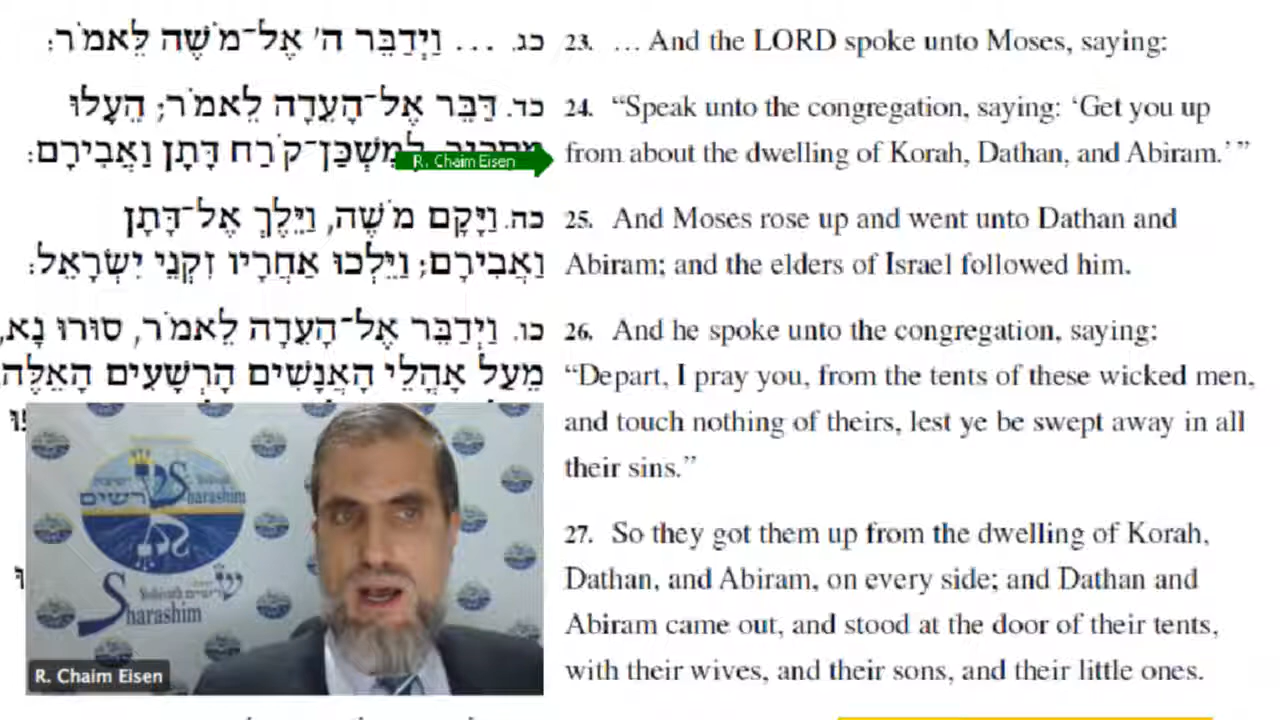 כג. … וַיְדַבֵּר ה' אֶל־מֹשֶׁה לֵּאמֹר:
23. … And the LORD spoke unto Moses, saying:
כד. דַּבֵּר אֶל־הָעֵדָה לֵאמֹר; הֵעָלוּ
לְמִשְׁכַּן־קֹרַח דָּתָן וַאֲבִירָם:
24. “Speak unto the congregation, saying: ‘Get you up
from about the dwelling of Korah, Dathan, and Abiram.’”
R. Chaim Eisen
כה. וַיָּקָם מֹשֶׁה, וַיֵּלֶךְ אֶל־דָּתָן
וַאֲבִירָם; וַיֵּלְכוּ אַחֲרָיו זִקְנֵי יִשְׂרָאֵל:
25. And Moses rose up and went unto Dathan and
Abiram; and the elders of Israel followed him.
כו. וַיְדַבֵּר אֶל־הָעֵדָה לֵאמֹר, סוּרוּ נָא,
מֵעַל אָהֳלֵי הָאֲנָשִׁים הָרְשָׁעִים הָאֵלֶּה
26. And he spoke unto the congregation, saying:
“Depart, I pray you, from the tents of these wicked men,
and touch nothing of theirs, lest ye be swept away in all
their sins.”
27. So they got them up from the dwelling of Korah,
Dathan, and Abiram, on every side; and Dathan and
Abiram came out, and stood at the door of their tents,
with their wives, and their sons, and their little ones.
שרשים
Sharashim
Sharashim
R. Chaim Eisen